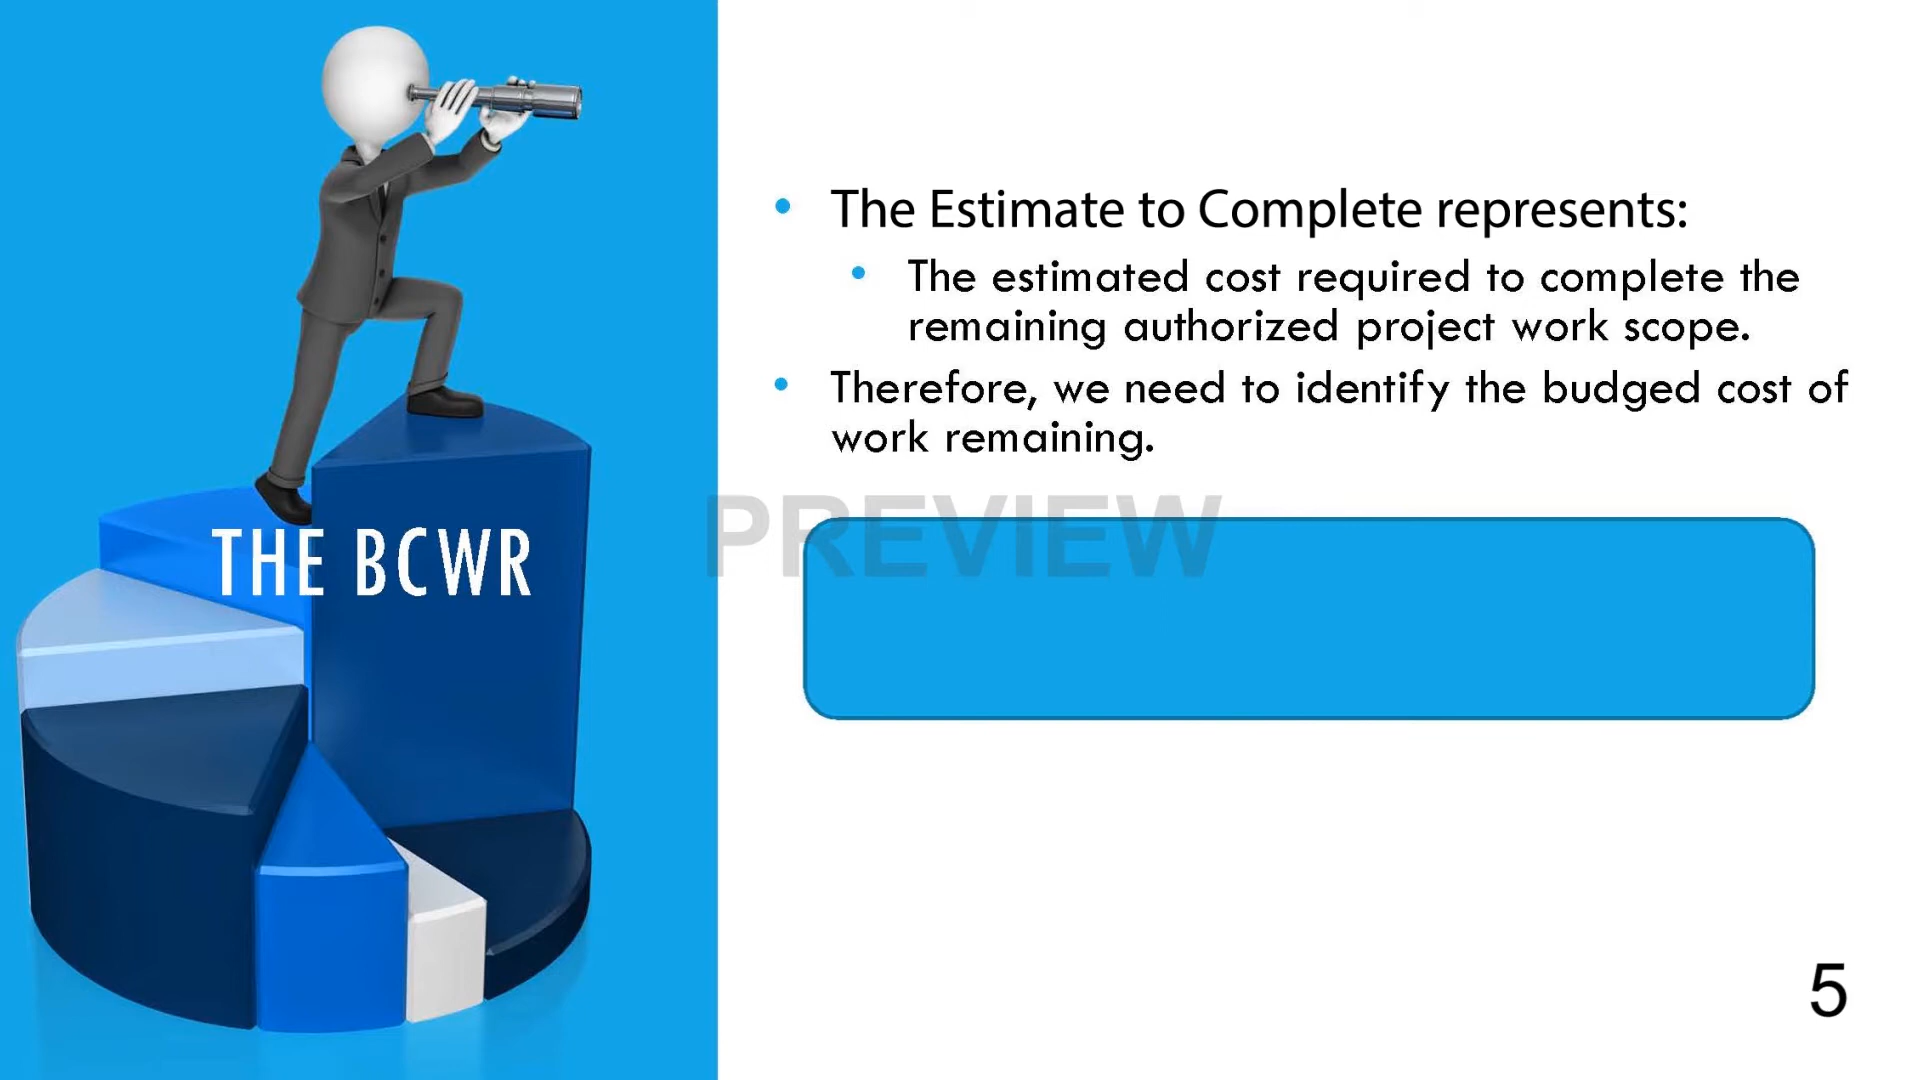 THE BCWR
• The Estimate to Complete represents:
• The estimated cost required to complete the
remaining authorized project work scope.
• Therefore, we need to identify the budged cost of
work remaining.
PREVIEW
5